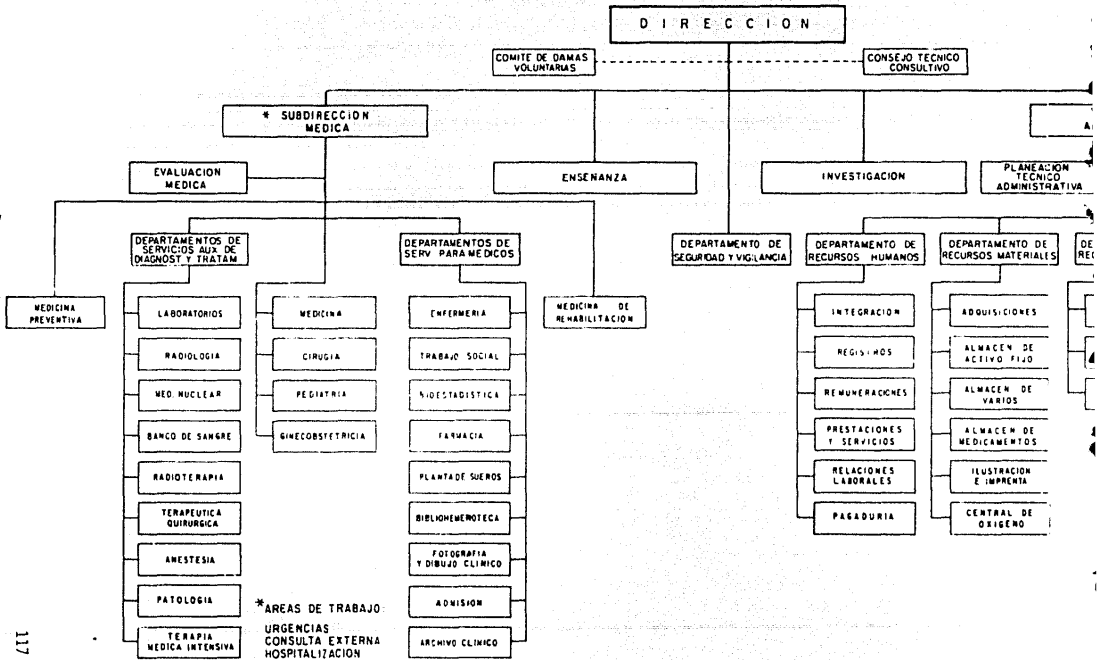 DIRECCION
COMITE DE DAMAS
VOLUNTARIAS
CONSEJO TECNICO
CONSULTIVO
* SUBDIRECCION
MEDICA
A
EVALUACION
MEDICA
ENSENANZA
INVESTIGACION
PLANEACION
TECNICO
ADMINISTRATIVA
DEPARTAMENTOS DE
SERVICIOS AUX DE
DIAGNOST Y TRATAM
DEPARTAMENTOS DE
SERV PARAMEDICOS
DEPARTAMENTO DE
SEGURIDAD Y VIGILANCIA
DEPARTAMENTO DE
RECURSOS HUMANOS
DEPARTAMENTO DE
RECURSOS MATERIALES
DE
REC
MEDICINA
PREVENTIVA
MEDICINA DE
REHABILITACION
LABORATORIOS
RADIOLOGIA
MED. NUCLEAR
BANCO DE SANGRE
RADIOTERAPIA
TERAPEUTICA
QUIRURGICA
ANESTESIA
PATOLOGIA
TERAPIA
MEDICA INTENSIVA
MEDICINA
CIRUGIA
PEDIATRIA
GINECOBSTETRICIA
ENFERMERIA
TRABAJO SOCIAL
BIOESTADISTICA
FARMACIA
PLANTA DE SUEROS
BIBLIOHEMEROTECA
FOTOGRAFIA
Y DIBUJO CLINICO
ADMISION
ARCHIVO CLINICO
INTEGRACION
REGISTROS
REMUNERACIONES
PRESTACIONES
Y SERVICIOS
RELACIONES
LABORALES
PAGADURIA
ADQUISICIONES
ALMACEN DE
ACTIVO FIJO
ALMACEN DE
VARIOS
ALMACEN DE
MEDICAMENTOS
ILUSTRACION
E IMPRENTA
CENTRAL DE
OXIGENO
*AREAS DE TRABAJO:
URGENCIAS
CONSULTA EXTERNA
HOSPITALIZACION
117